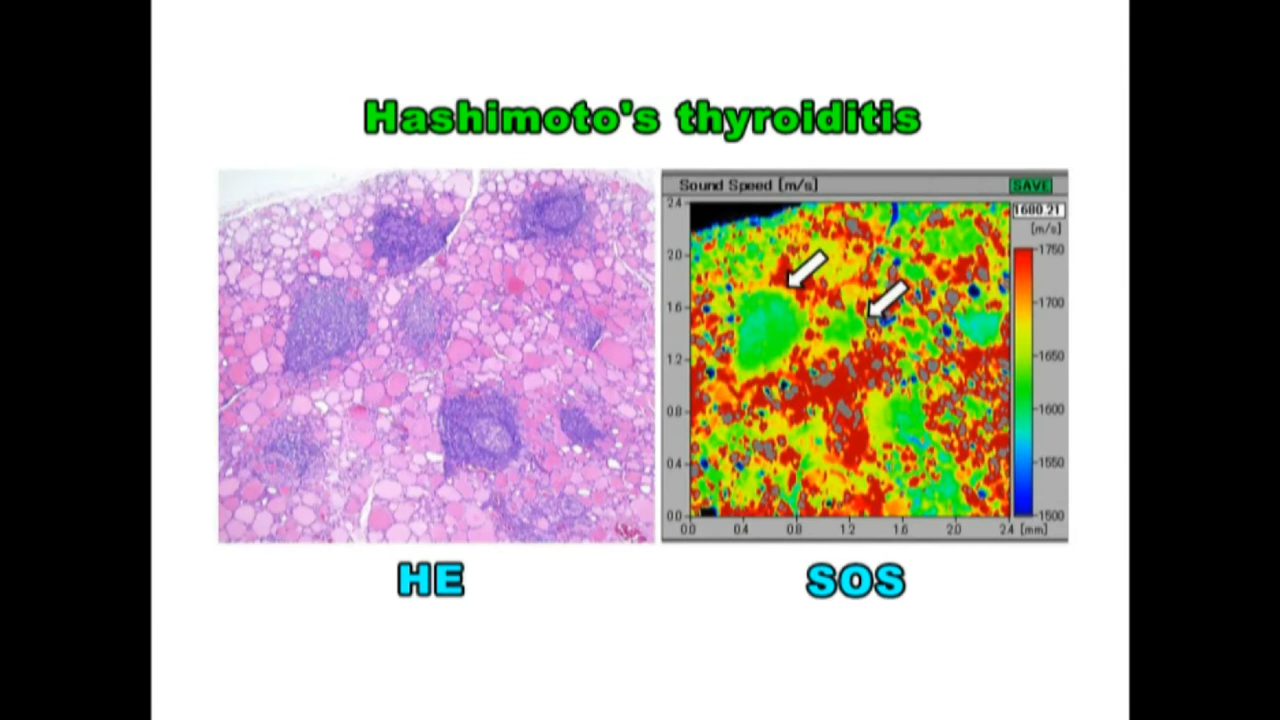 Hashimoto's thyroiditis
Sound Speed [m/s]
SAVE
1680.21
[m/s]
2.4
2.0
1.6
1.2
0.8
0.4
0.0
1750
1700
1650
1600
1550
1500
0.0 0.4 0.8 1.2 1.6 2.0 2.4 [mm]
HE
SOS